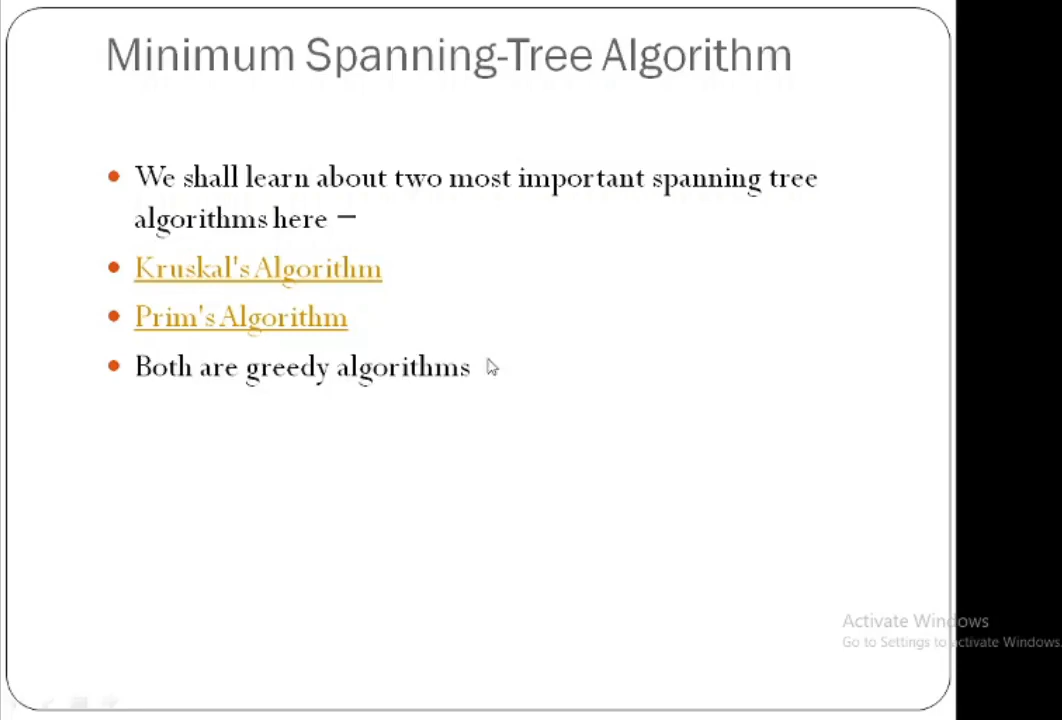 Minimum Spanning-Tree Algorithm
• We shall learn about two most important spanning tree
algorithms here –
• Kruskal's Algorithm
• Prim's Algorithm
• Both are greedy algorithms
Activate Windows
Go to Settings to activate Windows.